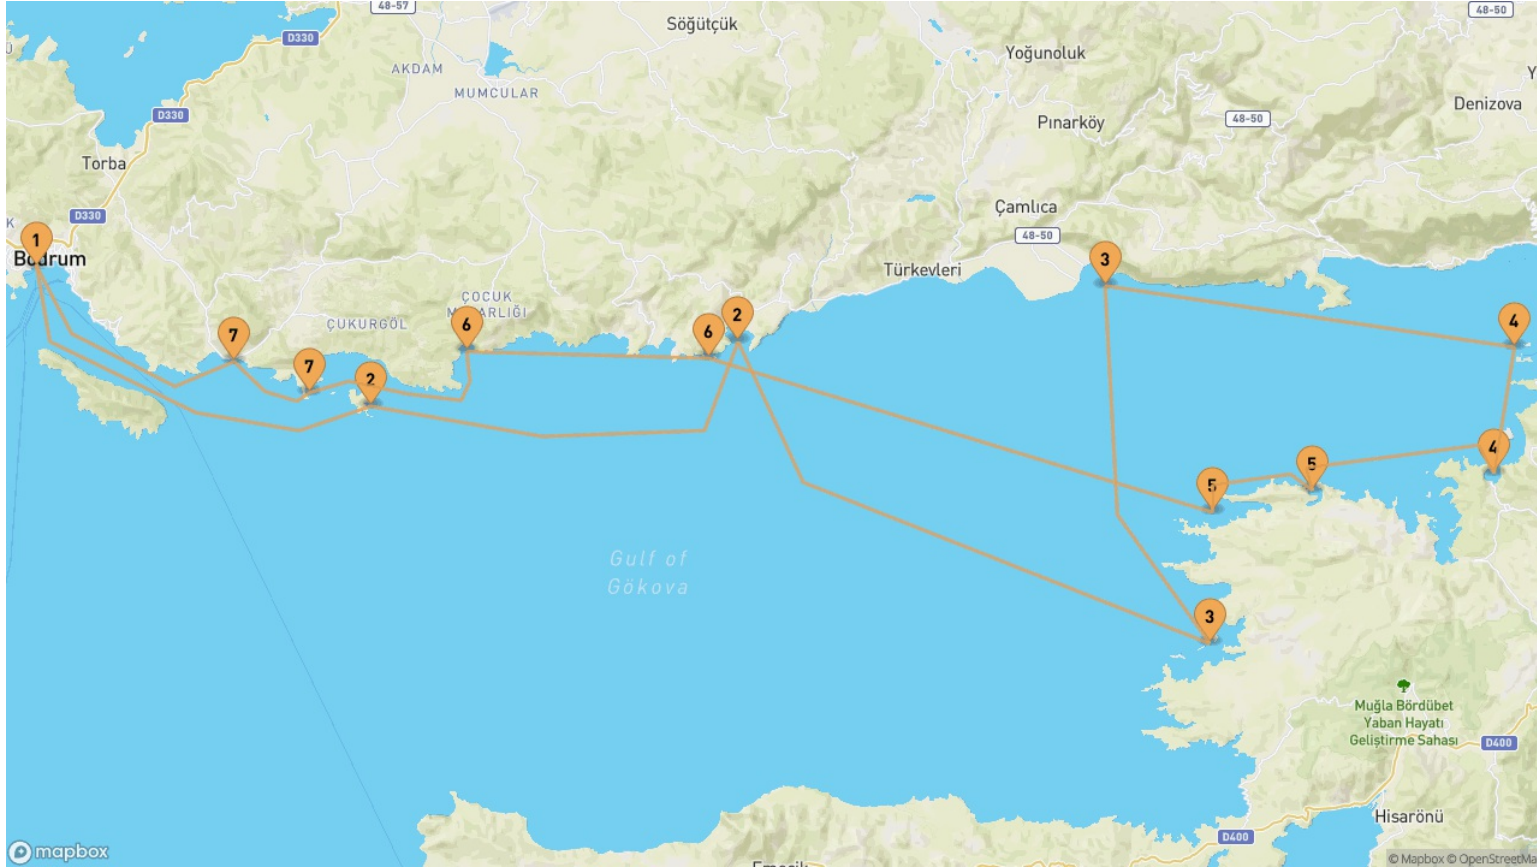 48-57
Söğütçük
48-50
D330
Yoğunoluk
AKDAM
MUMCULAR
Denizova
D330
Pınarköy
48-50
Torba
D330
Çamlıca
1
Bodrum
48-50
3
Türkevleri
ÇOCUK
2
4
7
ÇUKURGÖL
6
6
7
2
4
5
5
Gulf of
Gökova
3
Muğla Bördübet
Yaban Hayatı
Geliştirme Sahası
D400
Hisarönü
D400
mapbox
© Mapbox © OpenStreetMa